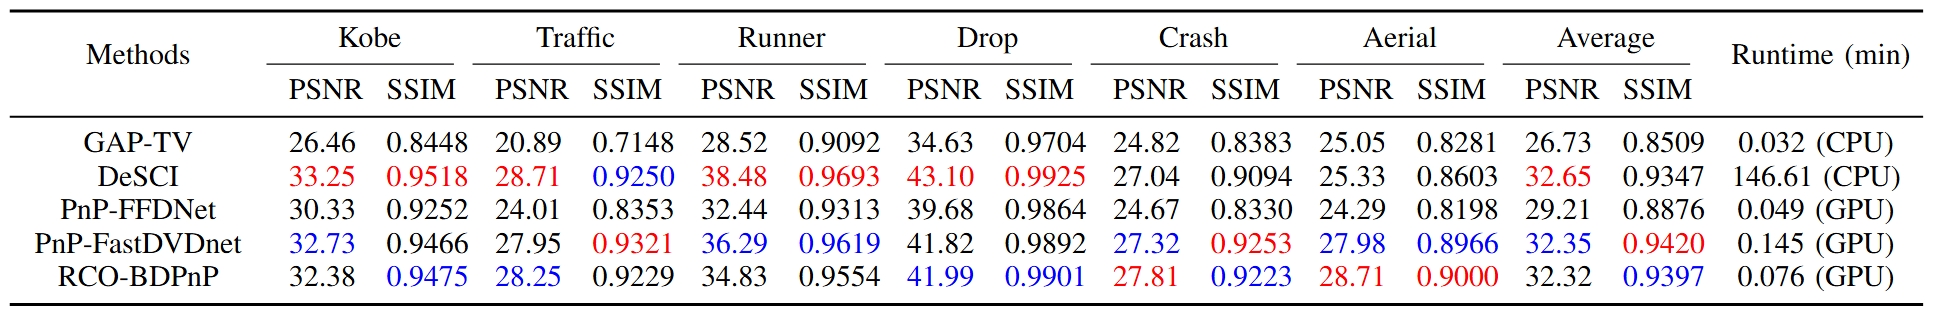 Methods Kobe Traffic Runner Drop Crash Aerial Average Runtime (min)
PSNR SSIM PSNR SSIM PSNR SSIM PSNR SSIM PSNR SSIM PSNR SSIM PSNR SSIM
GAP-TV 26.46 0.8448 20.89 0.7148 28.52 0.9092 34.63 0.9704 24.82 0.8383 25.05 0.8281 26.73 0.8509 0.032 (CPU)
DeSCI 33.25 0.9518 28.71 0.9250 38.48 0.9693 43.10 0.9925 27.04 0.9094 25.33 0.8603 32.65 0.9347 146.61 (CPU)
PnP-FFDNet 30.33 0.9252 24.01 0.8353 32.44 0.9313 39.68 0.9864 24.67 0.8330 24.29 0.8198 29.21 0.8876 0.049 (GPU)
PnP-FastDVDnet 32.73 0.9466 27.95 0.9321 36.29 0.9619 41.82 0.9892 27.32 0.9253 27.98 0.8966 32.35 0.9420 0.145 (GPU)
RCO-BDPnP 32.38 0.9475 28.25 0.9229 34.83 0.9554 41.99 0.9901 27.81 0.9223 28.71 0.9000 32.32 0.9397 0.076 (GPU)